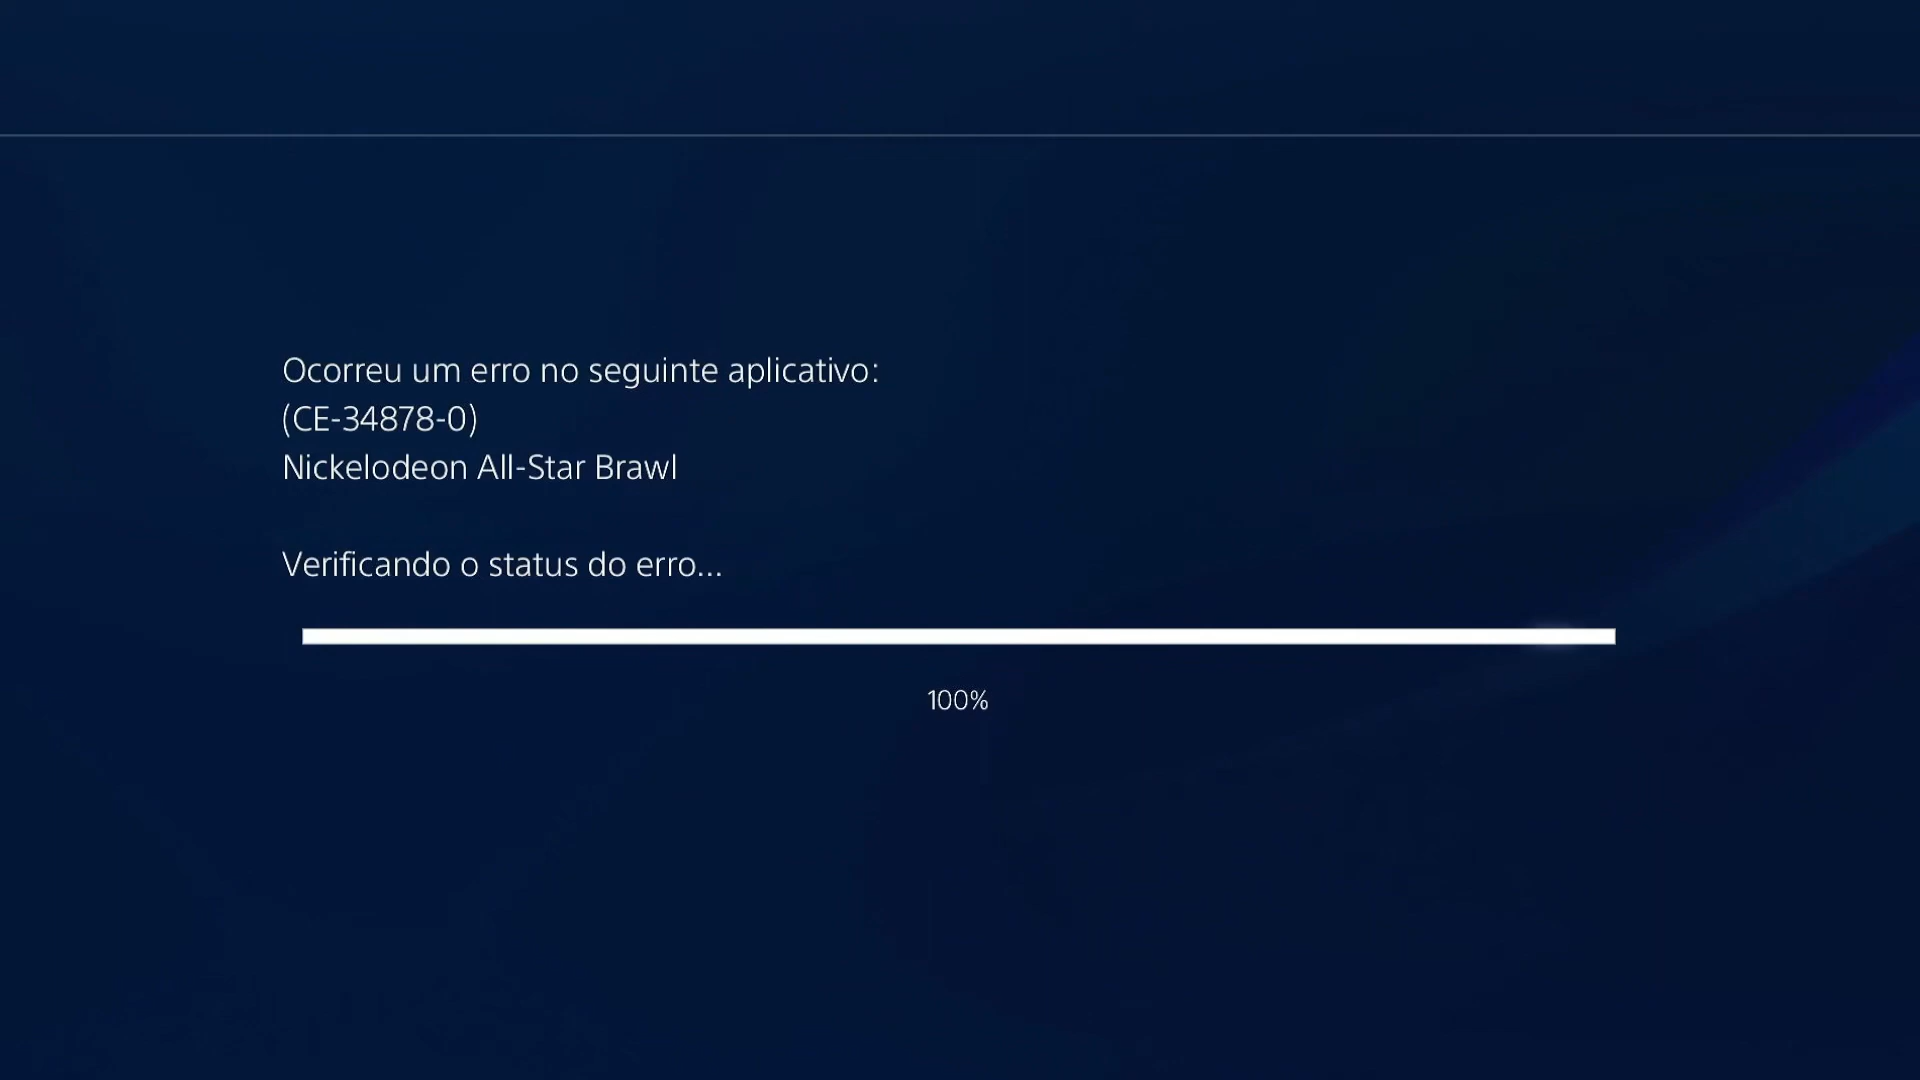 Ocorreu um erro no seguinte aplicativo:
(CE-34878-0)
Nickelodeon All-Star Brawl
Verificando o status do erro...
100%